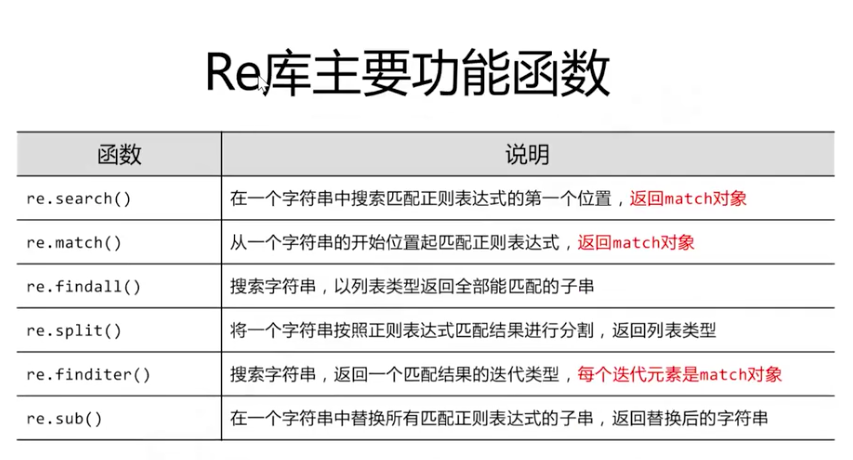 Re库主要功能函数
函数 说明
re.search() 在一个字符串中搜索匹配正则表达式的第一个位置，返回match对象
re.match() 从一个字符串的开始位置起匹配正则表达式，返回match对象
re.findall() 搜索字符串，以列表类型返回全部能匹配的子串
re.split() 将一个字符串按照正则表达式匹配结果进行分割，返回列表类型
re.finditer() 搜索字符串，返回一个匹配结果的迭代类型，每个迭代元素是match对象
re.sub() 在一个字符串中替换所有匹配正则表达式的子串，返回替换后的字符串